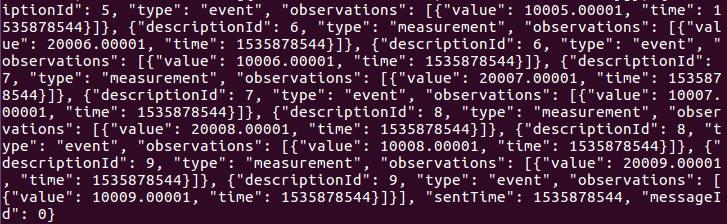 iptionId": 5, "type": "event", "observations": [{"value": 10005.00001, "time": 1
535878544}]}, {"descriptionId": 6, "type": "measurement", "observations": [{"val
ue": 20006.00001, "time": 1535878544}]}, {"descriptionId": 6, "type": "event", "
observations": [{"value": 10006.00001, "time": 1535878544}]}, {"descriptionId":
7, "type": "measurement", "observations": [{"value": 20007.00001, "time": 153587
8544}]}, {"descriptionId": 7, "type": "event", "observations": [{"value": 10007.
00001, "time": 1535878544}]}, {"descriptionId": 8, "type": "measurement", "obser
vations": [{"value": 20008.00001, "time": 1535878544}]}, {"descriptionId": 8, "t
ype": "event", "observations": [{"value": 10008.00001, "time": 1535878544}]}, {"
descriptionId": 9, "type": "measurement", "observations": [{"value": 20009.00001
, "time": 1535878544}]}, {"descriptionId": 9, "type": "event", "observations": [
{"value": 10009.00001, "time": 1535878544}]}], "sentTime": 1535878544, "messageI
d": 0}